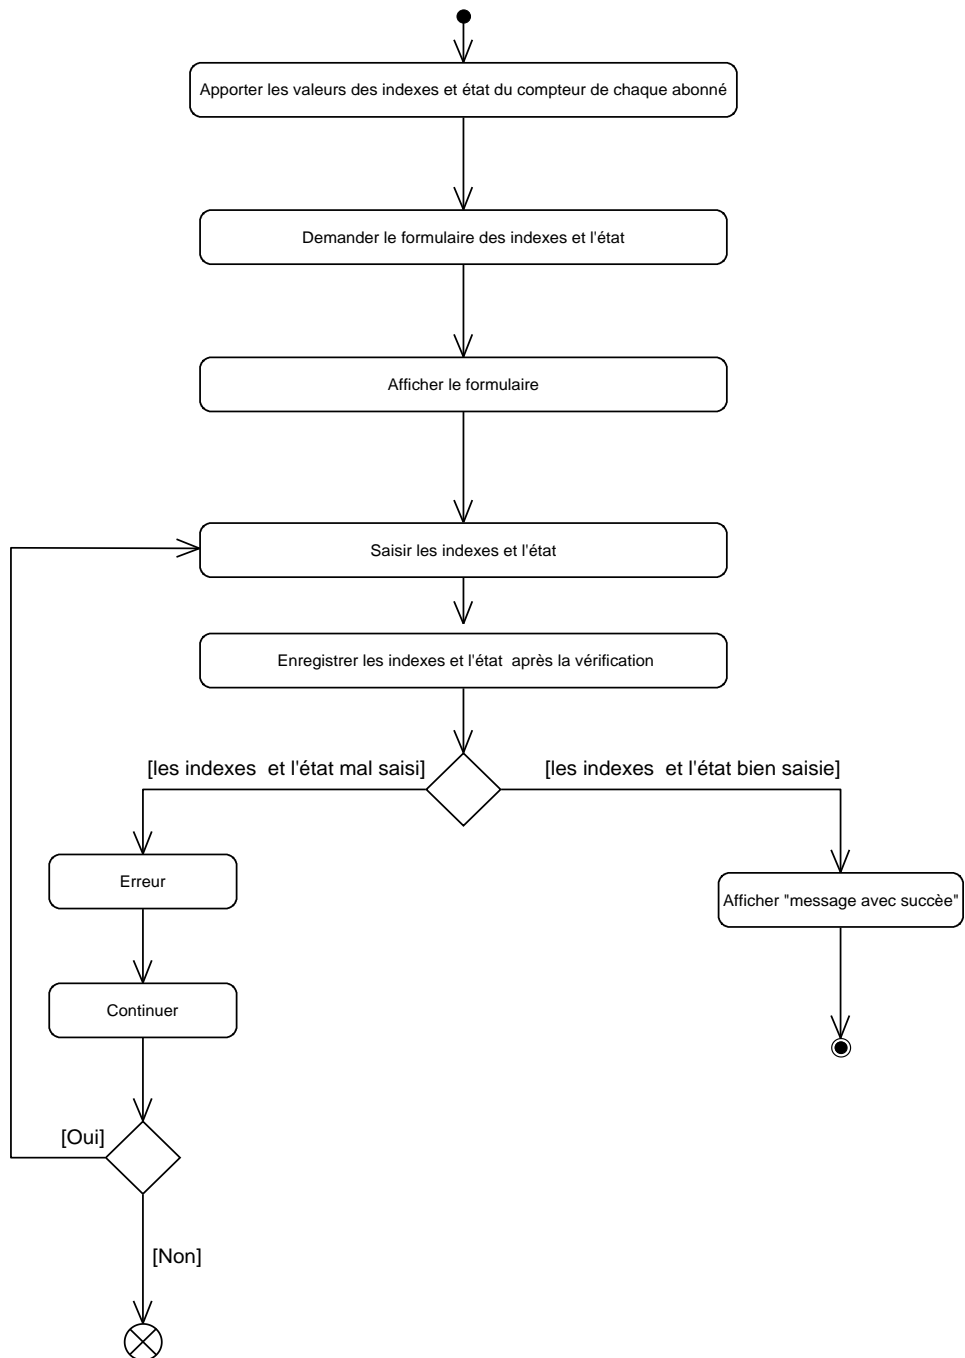 Apporter les valeurs des indexes et état du compteur de chaque abonné
Demander le formulaire des indexes et l'état
Afficher le formulaire
Saisir les indexes et l'état
Enregistrer les indexes et l'état  après la vérification
[les indexes  et l'état mal saisi]
[les indexes  et l'état bien saisie]
Erreur
Afficher "message avec succèe"
Continuer
[Oui]
[Non]